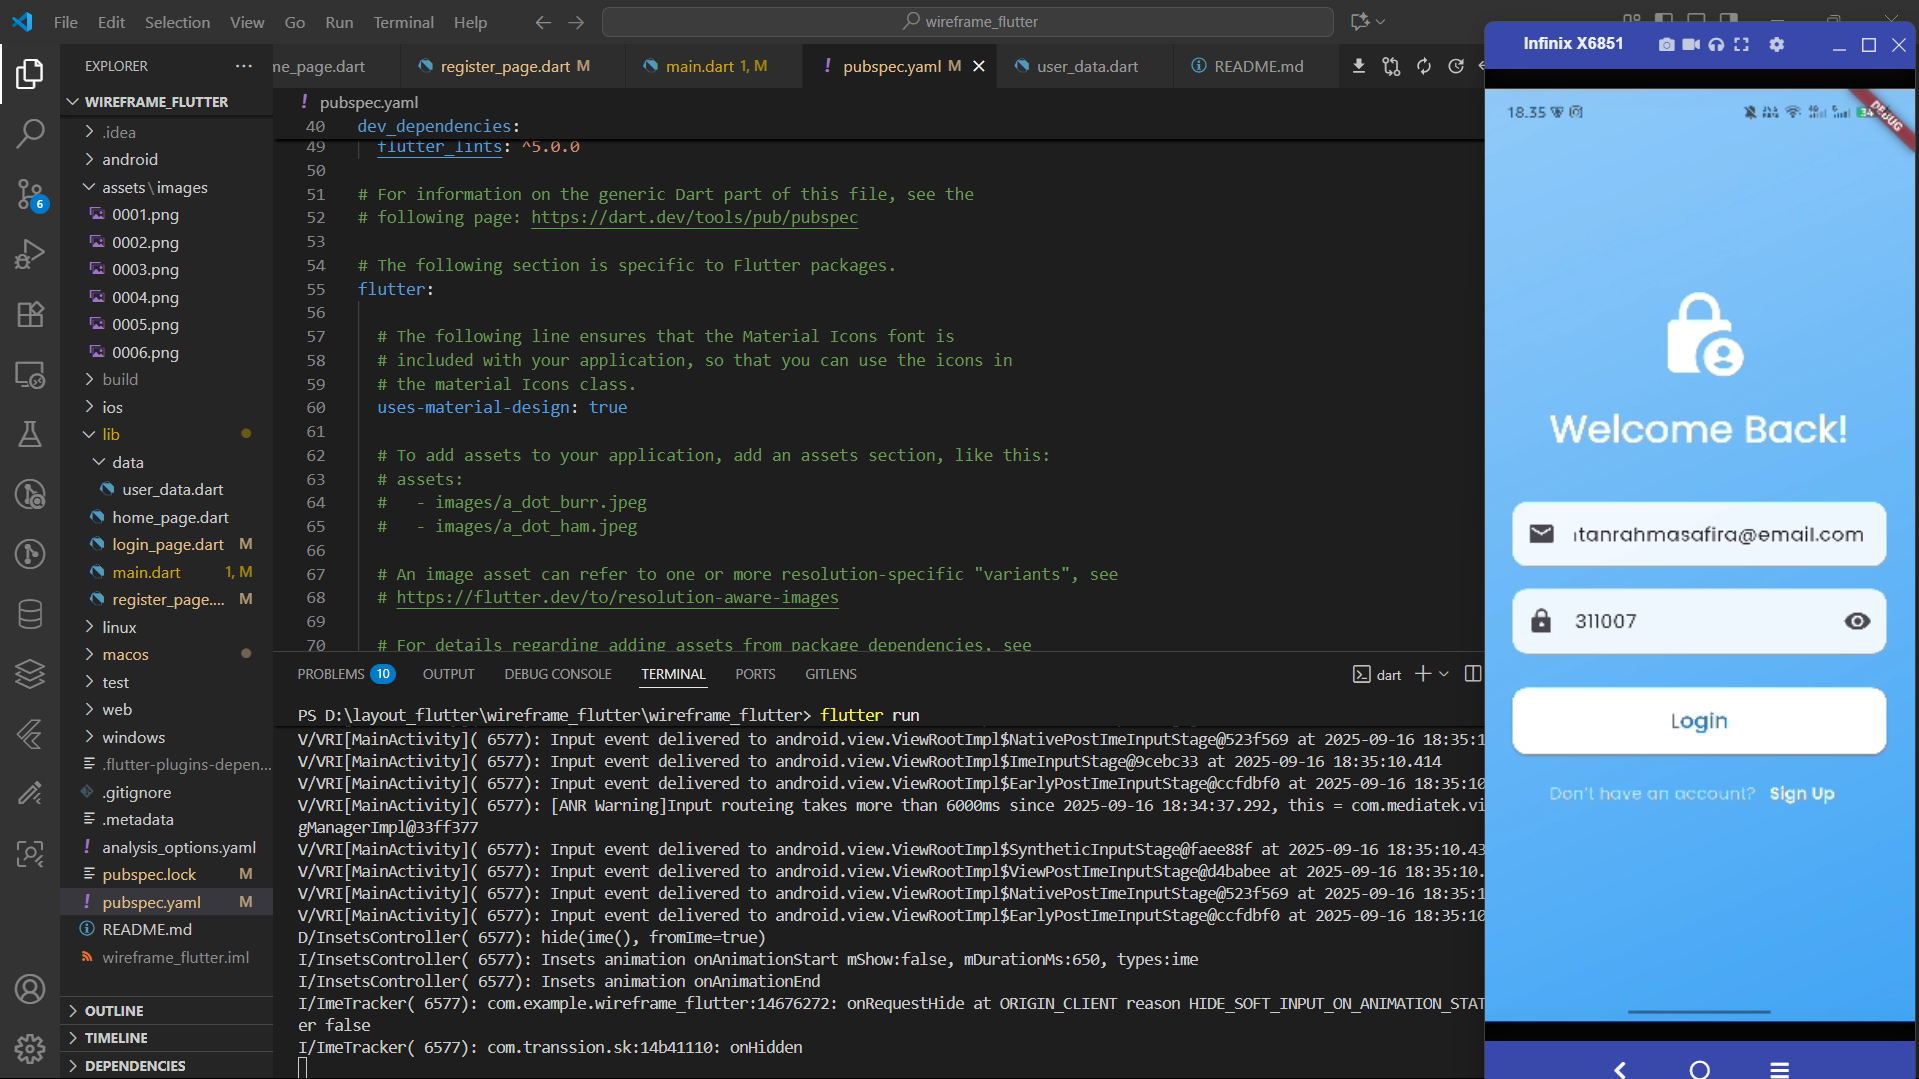 File Edit Selection View Go Run Terminal Help
wireframe_flutter
EXPLORER
WIREFRAME_FLUTTER
.idea
android
assets\images
0001.png
0002.png
0003.png
0004.png
0005.png
0006.png
build
ios
lib
data
user_data.dart
home_page.dart
login_page.dart M
main.dart 1, M
register_page.... M
linux
macos
test
web
windows
.flutter-plugins-depen...
.gitignore
.metadata
analysis_options.yaml
pubspec.lock M
pubspec.yaml M
README.md
wireframe_flutter.iml
OUTLINE
TIMELINE
DEPENDENCIES
6
me_page.dart
register_page.dart M
main.dart 1, M
pubspec.yaml M
user_data.dart
README.md
pubspec.yaml
40 dev_dependencies:
49 flutter_lints: ^5.0.0
50
51 # For information on the generic Dart part of this file, see the
52 # following page: https://dart.dev/tools/pub/pubspec
53
54 # The following section is specific to Flutter packages.
55 flutter:
56
57 # The following line ensures that the Material Icons font is
58 # included with your application, so that you can use the icons in
59 # the material Icons class.
60 uses-material-design: true
61
62 # To add assets to your application, add an assets section, like this:
63 # assets:
64 #   - images/a_dot_burr.jpeg
65 #   - images/a_dot_ham.jpeg
66
67 # An image asset can refer to one or more resolution-specific "variants", see
68 # https://flutter.dev/to/resolution-aware-images
69
70 # For details regarding adding assets from package dependencies, see
PROBLEMS 10 OUTPUT DEBUG CONSOLE TERMINAL PORTS GITLENS
dart
PS D:\layout_flutter\wireframe_flutter\wireframe_flutter> flutter run
V/VRI[MainActivity]( 6577): Input event delivered to android.view.ViewRootImpl$NativePostImeInputStage@523f569 at 2025-09-16 18:35:1
V/VRI[MainActivity]( 6577): Input event delivered to android.view.ViewRootImpl$ImeInputStage@9cebc33 at 2025-09-16 18:35:10.414
V/VRI[MainActivity]( 6577): Input event delivered to android.view.ViewRootImpl$EarlyPostImeInputStage@ccfdbf0 at 2025-09-16 18:35:10
V/VRI[MainActivity]( 6577): [ANR Warning]Input routeing takes more than 6000ms since 2025-09-16 18:34:37.292, this = com.mediatek.vi
gManagerImpl@33ff377
V/VRI[MainActivity]( 6577): Input event delivered to android.view.ViewRootImpl$SyntheticInputStage@faee88f at 2025-09-16 18:35:10.43
V/VRI[MainActivity]( 6577): Input event delivered to android.view.ViewRootImpl$ViewPostImeInputStage@d4babee at 2025-09-16 18:35:10.
V/VRI[MainActivity]( 6577): Input event delivered to android.view.ViewRootImpl$NativePostImeInputStage@523f569 at 2025-09-16 18:35:1
V/VRI[MainActivity]( 6577): Input event delivered to android.view.ViewRootImpl$EarlyPostImeInputStage@ccfdbf0 at 2025-09-16 18:35:10
D/InsetsController( 6577): hide(ime(), fromIme=true)
I/InsetsController( 6577): Insets animation onAnimationStart mShow:false, mDurationMs:650, types:ime
I/InsetsController( 6577): Insets animation onAnimationEnd
I/ImeTracker( 6577): com.example.wireframe_flutter:14676272: onRequestHide at ORIGIN_CLIENT reason HIDE_SOFT_INPUT_ON_ANIMATION_STAT
er false
I/ImeTracker( 6577): com.transsion.sk:14b41110: onHidden
Infinix X6851
18.35
DEBUG
Welcome Back!
tanrahmasafira@email.com
311007
Login
Don't have an account? Sign Up